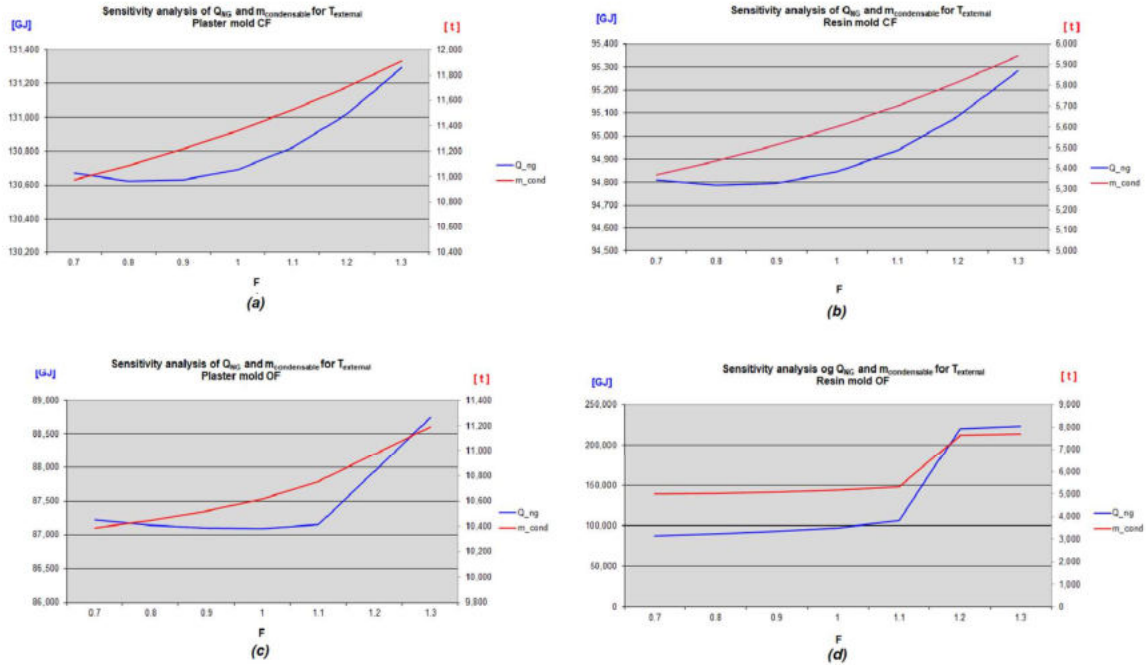 Sensitivity analysis of QNG and mcondensable for Texternal
Plaster mold CF
[GJ]
[ t ]
131,400
131,200
131,000
130,800
130,600
130,400
130,200
12,000
11,800
11,600
11,400
11,200
11,000
10,800
10,600
10,400
0.7 0.8 0.9 1 1.1 1.2 1.3
F
Q_ng
m_cond
(a)
Sensitivity analysis of QNG and mcondensable for Texternal
Resin mold CF
[GJ]
[ t ]
95,400
95,300
95,200
95,100
95,000
94,900
94,800
94,700
94,600
94,500
6,000
5,900
5,800
5,700
5,600
5,500
5,400
5,300
5,200
5,100
5,000
0.7 0.8 0.9 1 1.1 1.2 1.3
F
Q_ng
m_cond
(b)
Sensitivity analysis of QNG and mcondensable for Texternal
Plaster mold OF
[GJ]
[ t ]
89,000
88,500
88,000
87,500
87,000
86,500
86,000
11,400
11,200
11,000
10,800
10,600
10,400
10,200
10,000
9,800
0.7 0.8 0.9 1 1.1 1.2 1.3
F
Q_ng
m_cond
(c)
Sensitivity analysis og QNG and mcondensable for Texternal
Resin mold OF
[GJ]
[ t ]
250,000
200,000
150,000
100,000
50,000
0
9,000
8,000
7,000
6,000
5,000
4,000
3,000
2,000
1,000
0
0.7 0.8 0.9 1 1.1 1.2 1.3
F
Q_ng
m_cond
(d)